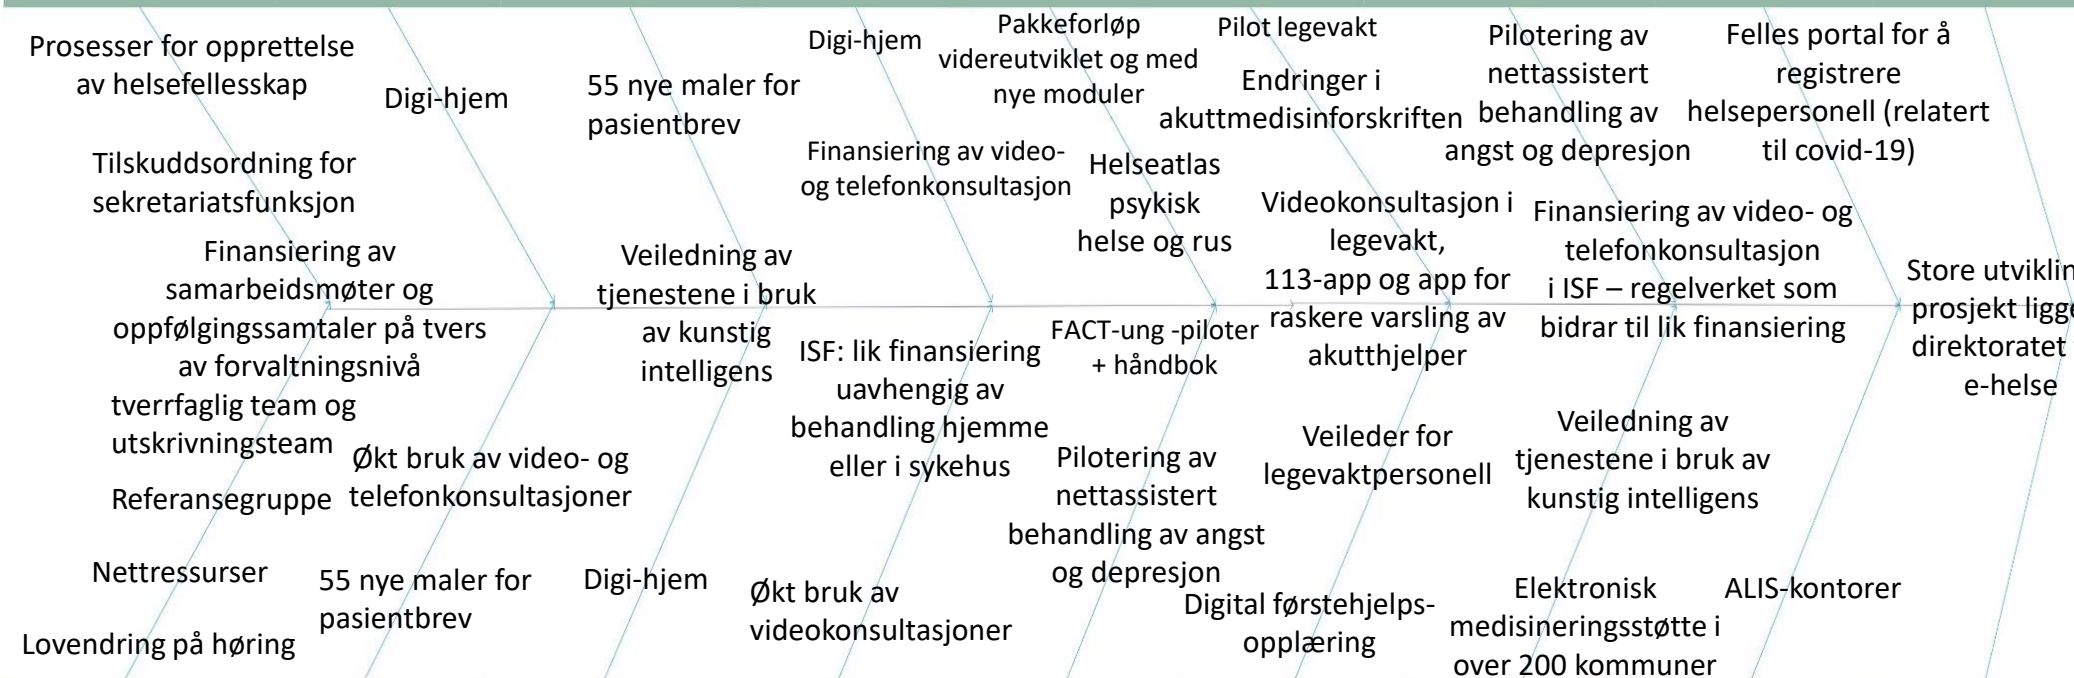 Prosesser for opprettelse
av helsefellesskap
Tilskuddsordning for
sekretariatsfunksjon
Finansiering av
samarbeidsmøter og
oppfølgingssamtaler på tvers
av forvaltningsnivå
tverrfaglig team og
utskrivningsteam
Referansegruppe
Nettressurser
Lovendring på høring
Digi-hjem
Økt bruk av video- og
telefonkonsultasjoner
55 nye maler for
pasientbrev
55 nye maler for
pasientbrev
Veiledning av
tjenestene i bruk
av kunstig
intelligens
Digi-hjem
Digi-hjem
Finansiering av video-
og telefonkonsultasjon
ISF: lik finansiering
uavhengig av
behandling hjemme
eller i sykehus
Økt bruk av
videokonsultasjoner
Pakkeforløp
videreutviklet og med
nye moduler
Helseatlas
psykisk
helse og rus
FACT-ung -piloter
+ håndbok
Pilotering av
nettassistert
behandling av angst
og depresjon
Pilot legevakt
Endringer i
akuttmedisinforskriften
Videokonsultasjon i
legevakt,
113-app og app for
raskere varsling av
akutthjelper
Veileder for
legevaktpersonell
Digital førstehjelps-
opplæring
Pilotering av
nettassistert
behandling av
angst og depresjon
Finansiering av video- og
telefonkonsultasjon
i ISF – regelverket som
bidrar til lik finansiering
Veiledning av
tjenestene i bruk av
kunstig intelligens
Elektronisk
medisineringsstøtte i
over 200 kommuner
Felles portal for å
registrere
helsepersonell (relatert
til covid-19)
ALIS-kontorer
Store
prosjekt
direktoratet
e-helse